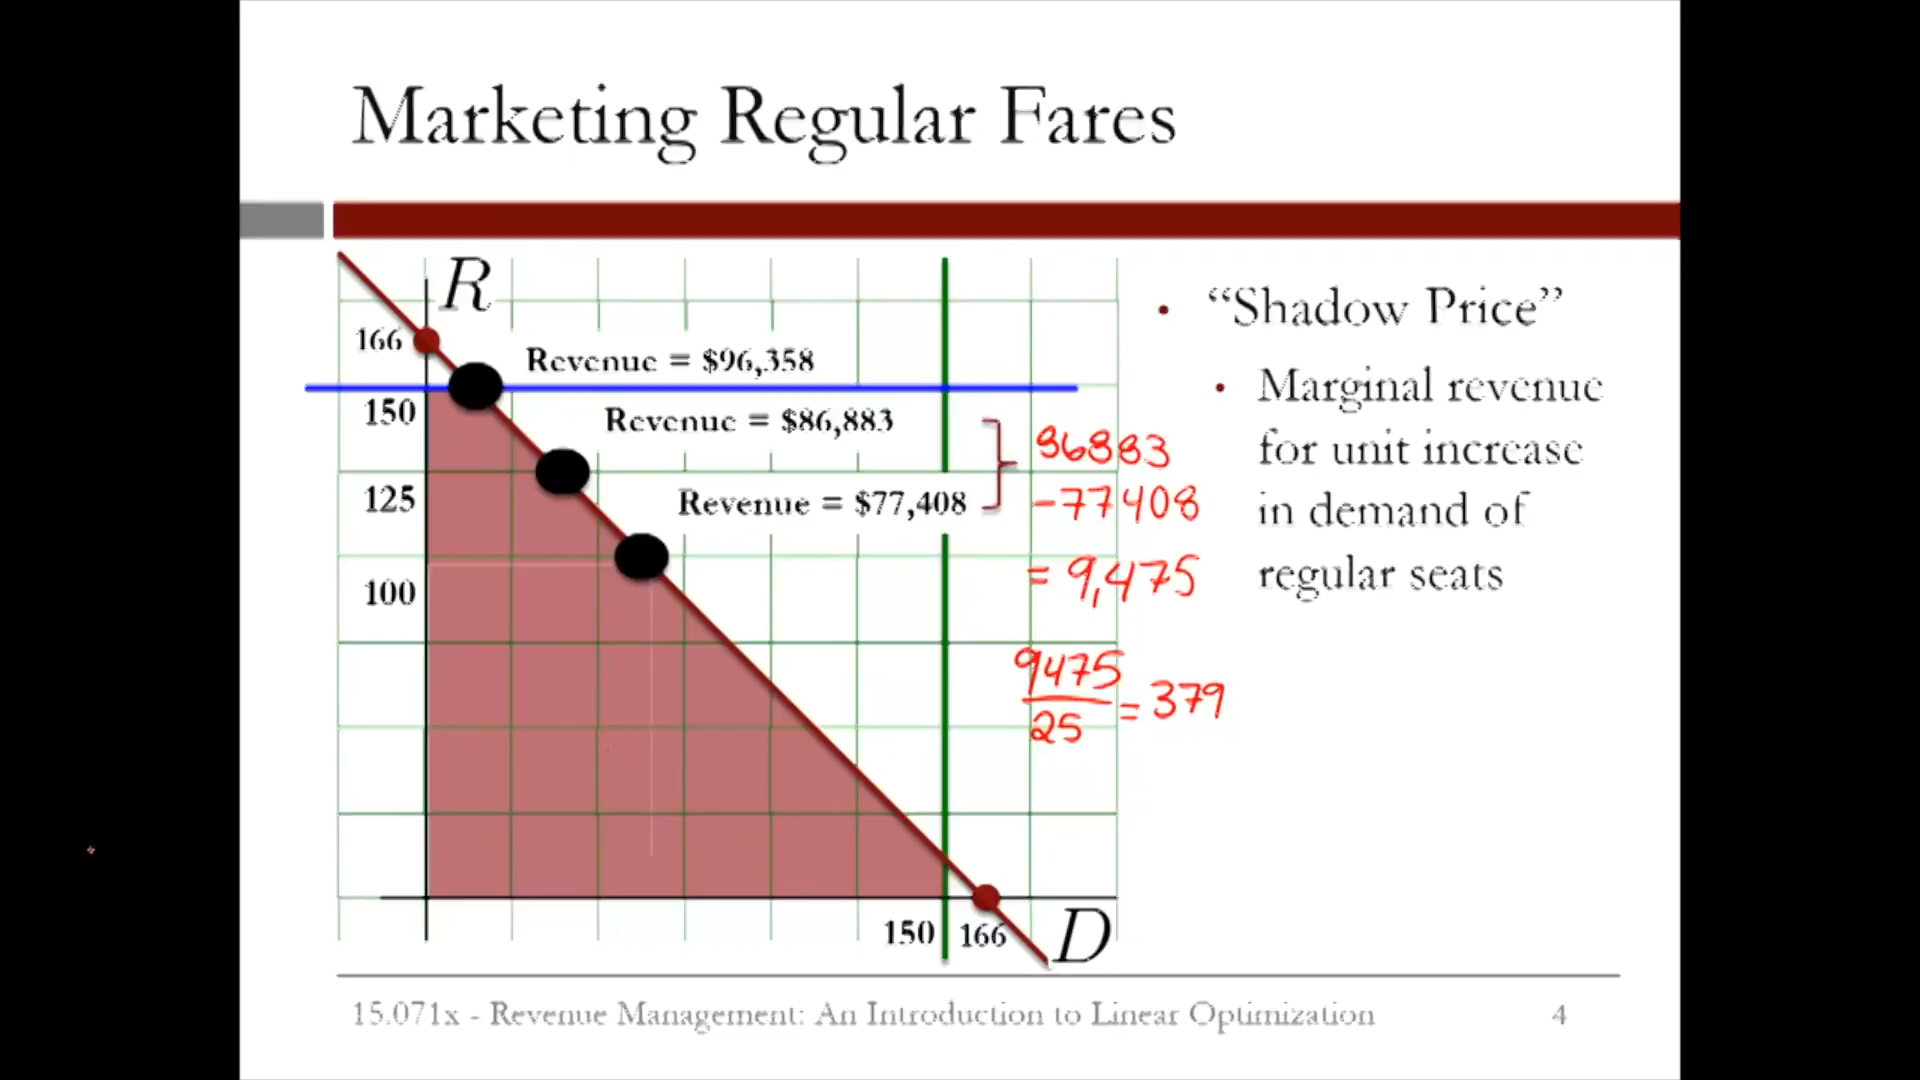 Marketing Regular Fares
R
166
Revenue = $96,358
150
Revenue = $86,883
125
Revenue = $77,408
100
86883
-77408
= 9,475
9475
25
= 379
150
166
D
• “Shadow Price”
• Marginal revenue
for unit increase
in demand of
regular seats
15.071x - Revenue Management: An Introduction to Linear Optimization
4